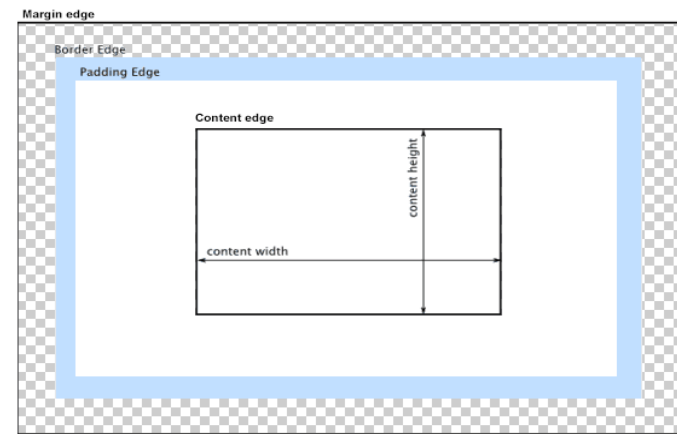 Margin edge
Border Edge
Padding Edge
Content edge
content height
content width